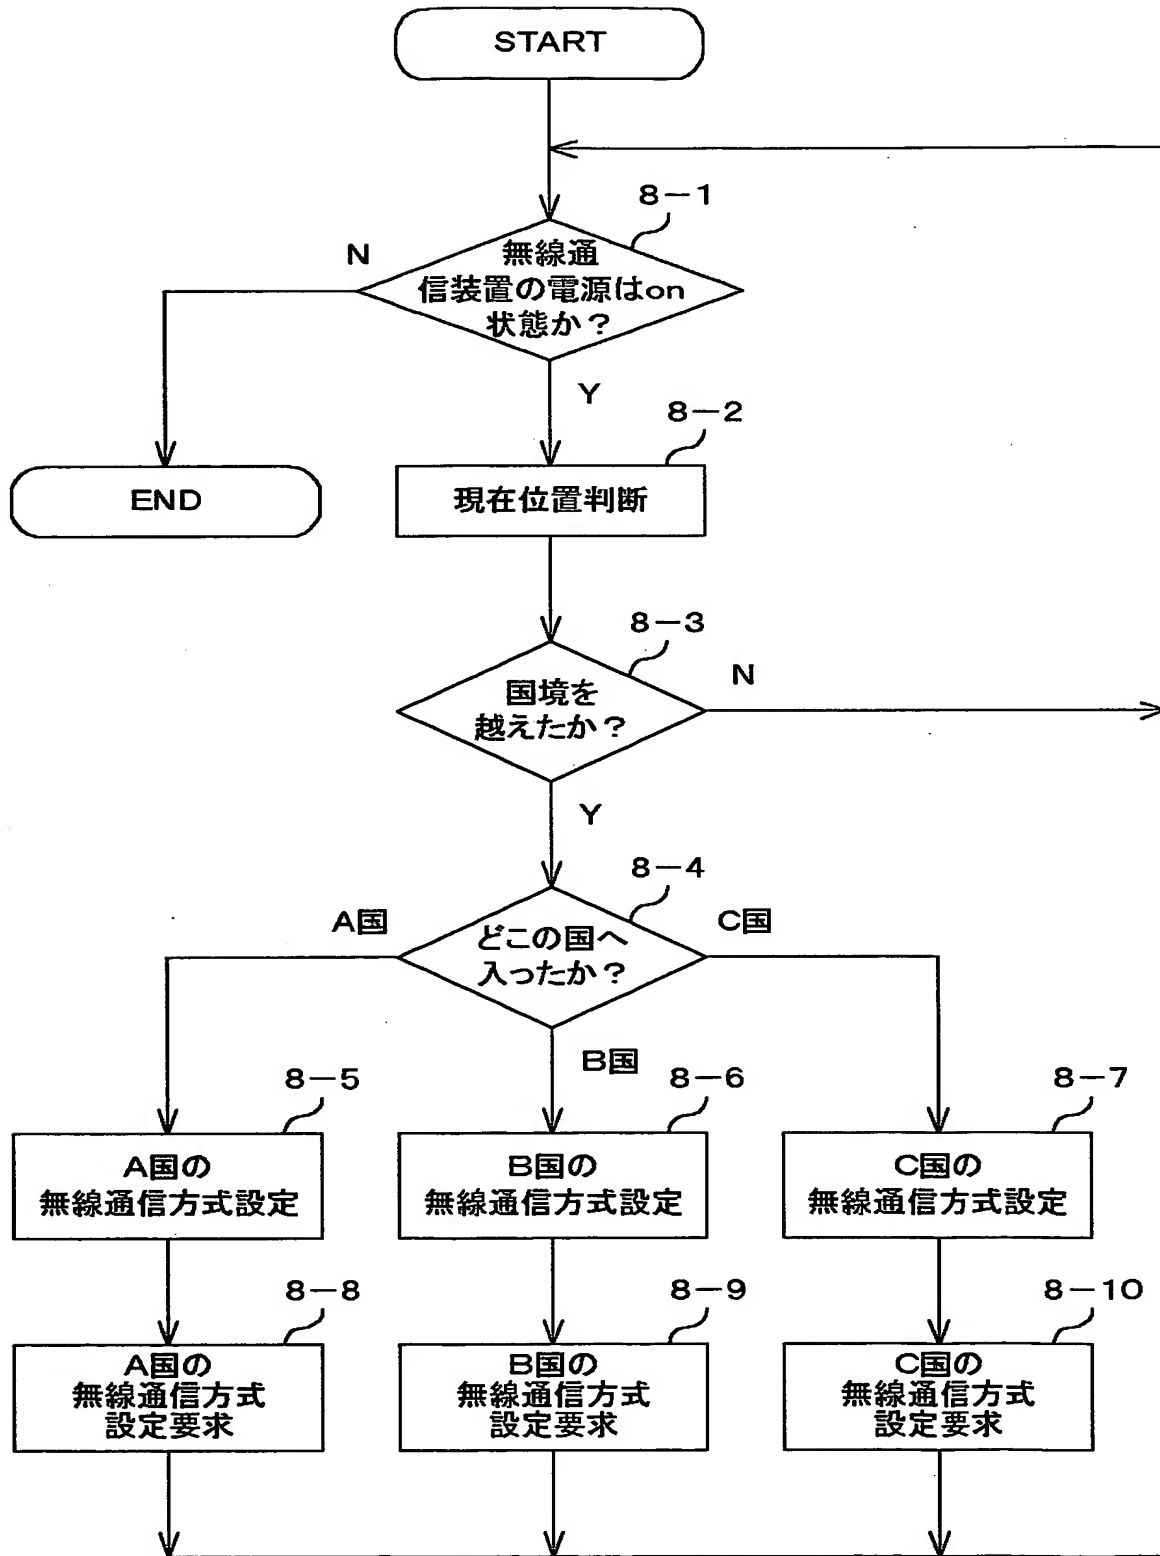 START
8-1
N
無線通
信装置の電源はon
状態か?
Y
8-2
END
現在位置判断
8-3
国境を
越えたか?
N
Y
8-4
A国
どこの国へ
入ったか?
C国
B国
8-5
8-6
8-7
A国の
無線通信方式設定
B国の
無線通信方式設定
C国の
無線通信方式設定
8-8
8-9
8-10
A国の
無線通信方式
設定要求
B国の
無線通信方式
設定要求
C国の
無線通信方式
設定要求